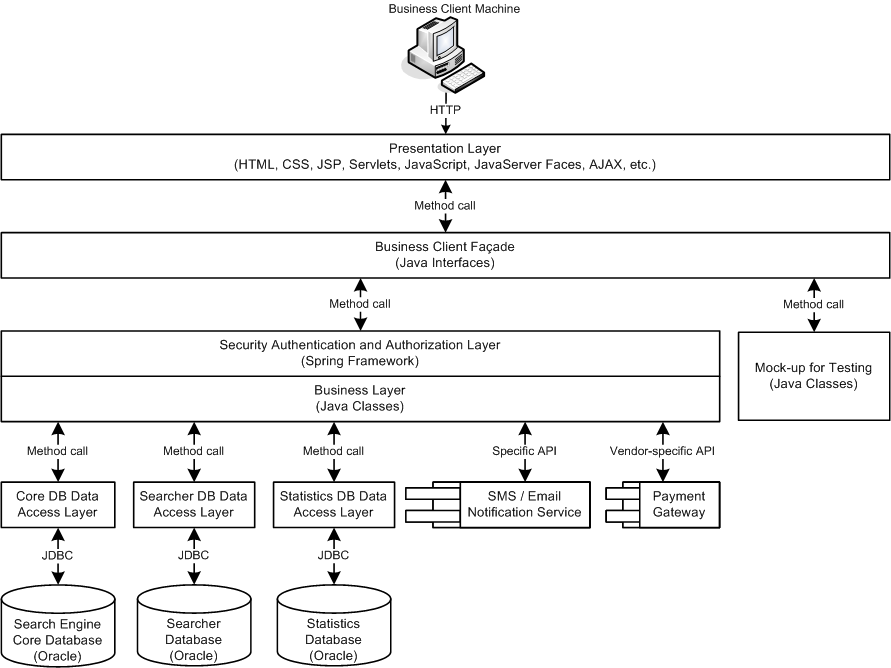 Business Client Machine
HTTP
Presentation Layer
(HTML, CSS, JSP, Servlets, JavaScript, JavaServer Faces, AJAX, etc.)
Method call
Business Client Façade
(Java Interfaces)
Method call
Method call
Security Authentication and Authorization Layer
(Spring Framework)
Mock-up for Testing
(Java Classes)
Business Layer
(Java Classes)
Method call
Method call
Method call
Specific API
Vendor-specific API
Core DB Data
Access Layer
Searcher DB Data
Access Layer
Statistics DB Data
Access Layer
SMS / Email
Notification Service
Payment
Gateway
JDBC
JDBC
JDBC
Search Engine
Core Database
(Oracle)
Searcher
Database
(Oracle)
Statistics
Database
(Oracle)